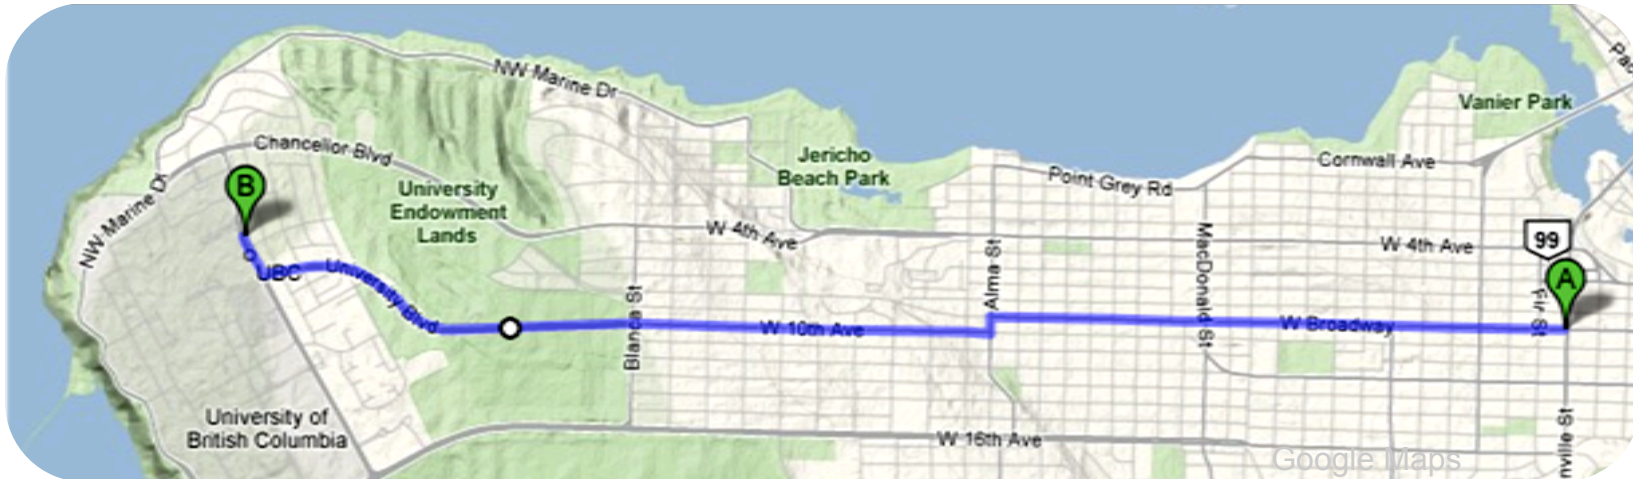 NW Marine Dr
Vanier Park
Chancellor Blvd
Jericho
Beach Park
Cornwall Ave
B
University
Endowment
Lands
Point Grey Rd
NW Marine Dr
W 4th Ave
MacDonald St
W 4th Ave
99
Alma St
A
UBC
University Blvd
Blanca St
Fir St
W 10th Ave
W Broadway
University of
British Columbia
W 16th Ave
nville St
Google Maps